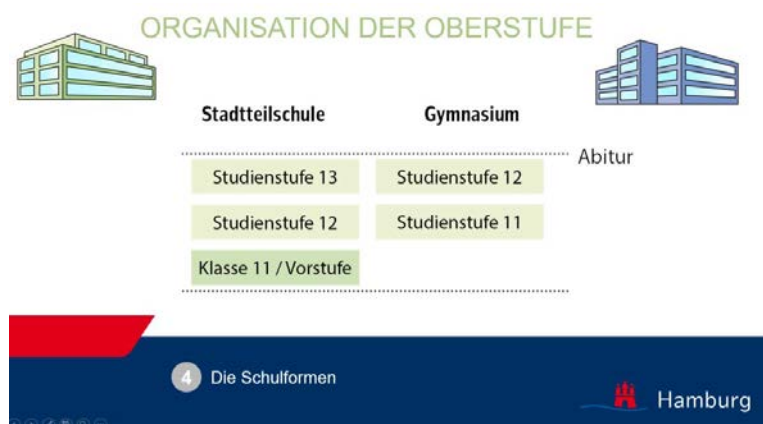 ORGANISATION DER OBERSTUFE
Stadtteilschule Gymnasium
Abitur
Studienstufe 13 Studienstufe 12
Studienstufe 12 Studienstufe 11
Klasse 11 / Vorstufe
4 Die Schulformen
Hamburg